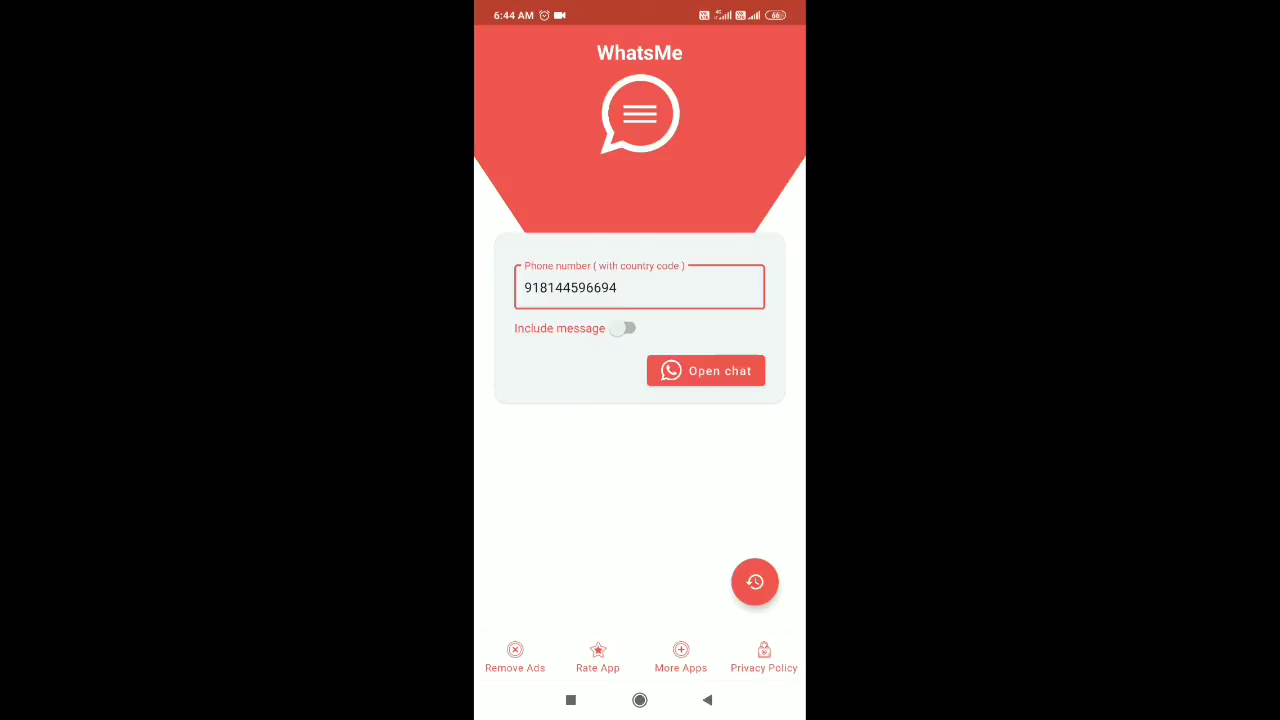 6:44 AM
66
WhatsMe
Phone number ( with country code )
918144596694
Include message
Open chat
Remove Ads
Rate App
More Apps
Privacy Policy